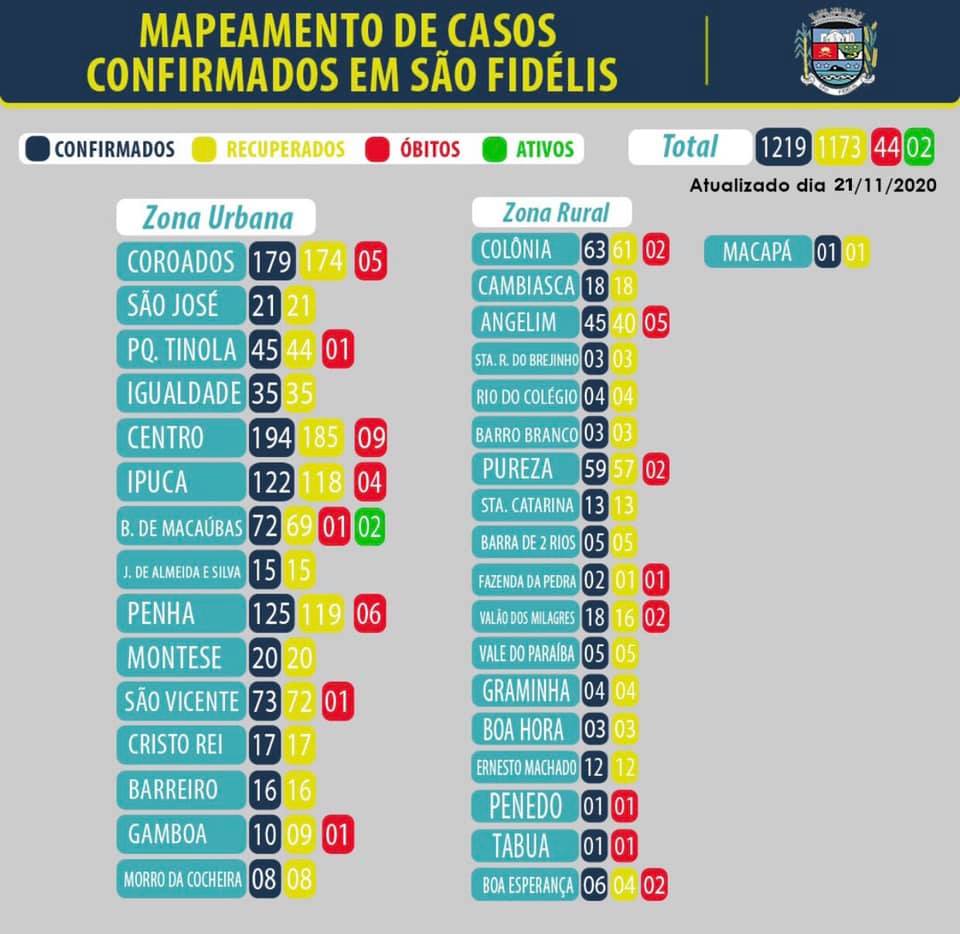 MAPEAMENTO DE CASOS
CONFIRMADOS EM SÃO FIDÉLIS
CONFIRMADOS RECUPERADOS ÓBITOS ATIVOS
Total 1219 1173 44 02
Atualizado dia 21/11/2020
Zona Urbana
COROADOS 179 174 05
SÃO JOSÉ 21 21
PQ. TINOLA 45 44 01
IGUALDADE 35 35
CENTRO 194 185 09
IPUCA 122 118 04
B. DE MACAÚBAS 72 69 01 02
J. DE ALMEIDA E SILVA 15 15
PENHA 125 119 06
MONTESE 20 20
SÃO VICENTE 73 72 01
CRISTO REI 17 17
BARREIRO 16 16
GAMBOA 10 09 01
MORRO DA COCHEIRA 08 08
Zona Rural
COLÔNIA 63 61 02
CAMBIASCA 18 18
ANGELIM 45 40 05
STA. R. DO BREJINHO 03 03
RIO DO COLÉGIO 04 04
BARRO BRANCO 03 03
PUREZA 59 57 02
STA. CATARINA 13 13
BARRA DE 2 RIOS 05 05
FAZENDA DA PEDRA 02 01 01
VALÃO DOS MILAGRES 18 16 02
VALE DO PARAÍBA 05 05
GRAMINHA 04 04
BOA HORA 03 03
ERNESTO MACHADO 12 12
PENEDO 01 01
TABUA 01 01
BOA ESPERANÇA 06 04 02
MACAPÁ 01 01